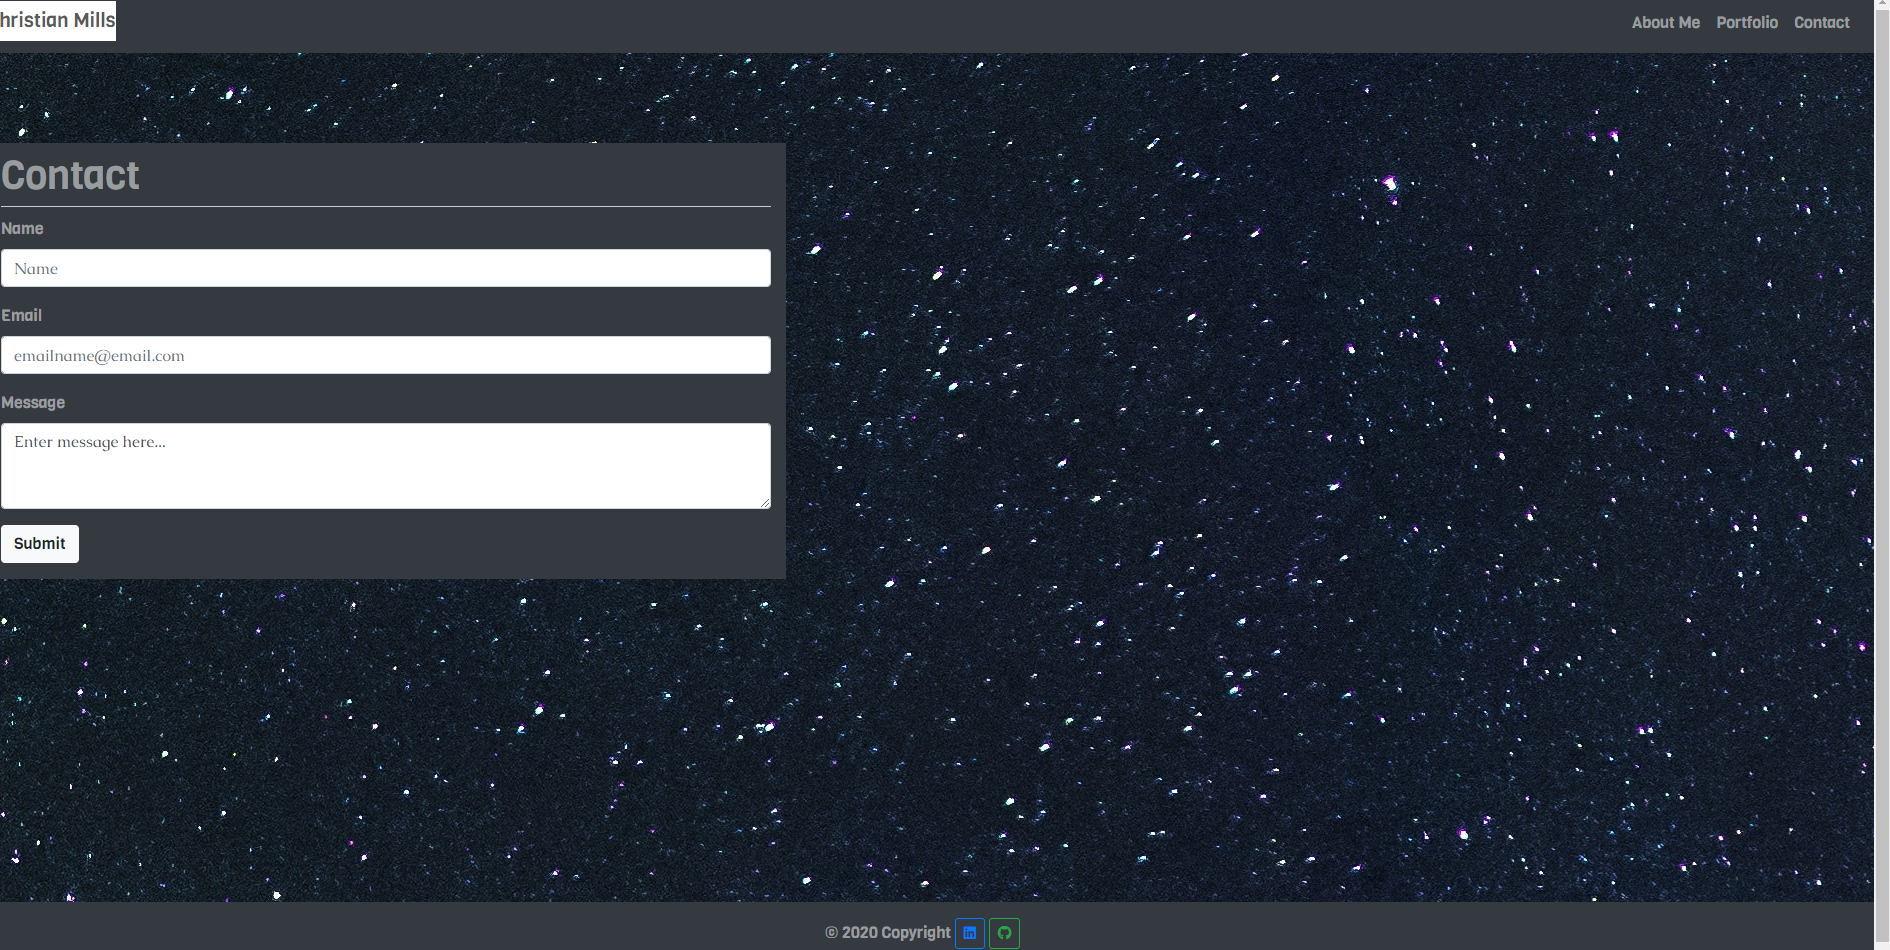 hristian Mills
About Me Portfolio Contact
Contact
Name
Name
Email
emailname@email.com
Message
Enter message here...
Submit
© 2020 Copyright in